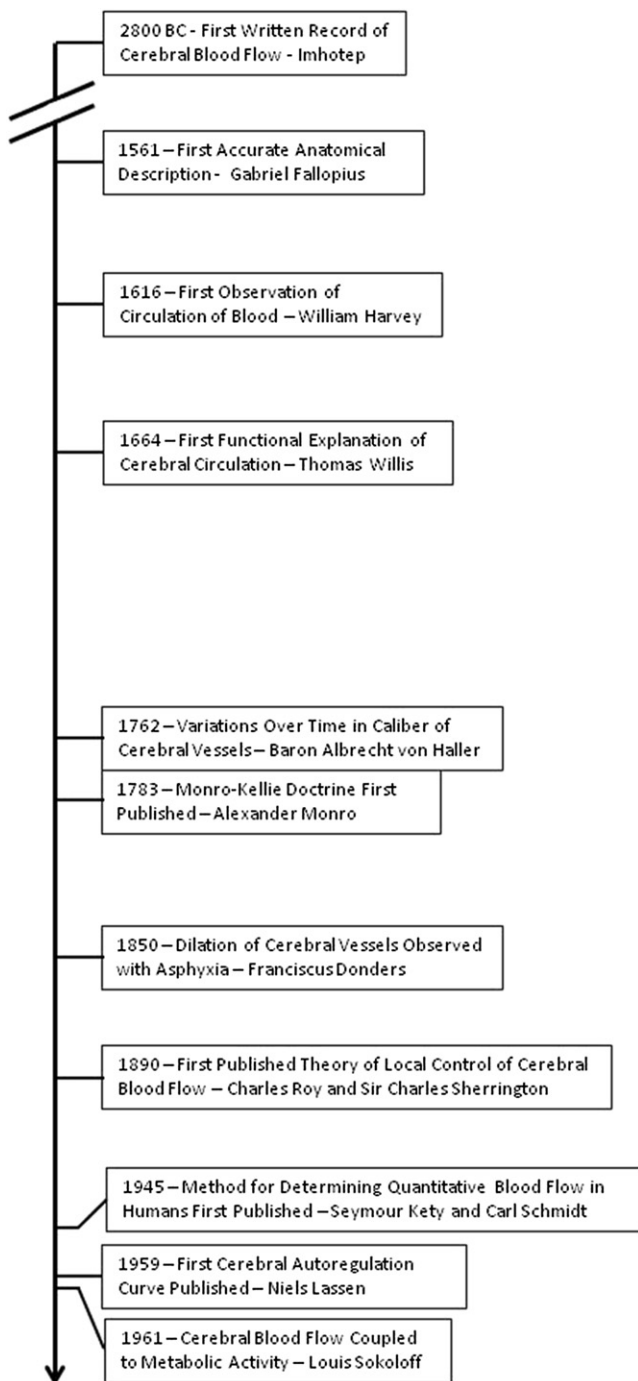 2800 BC - First Written Record of
Cerebral Blood Flow - Imhotep
1561 – First Accurate Anatomical
Description - Gabriel Fallopius
1616 – First Observation of
Circulation of Blood – William Harvey
1664 – First Functional Explanation of
Cerebral Circulation – Thomas Willis
1762 – Variations Over Time in Caliber of
Cerebral Vessels – Baron Albrecht von Haller
1783 – Monro-Kellie Doctrine First
Published – Alexander Monro
1850 – Dilation of Cerebral Vessels Observed
with Asphyxia – Franciscus Donders
1890 – First Published Theory of Local Control of Cerebral
Blood Flow – Charles Roy and Sir Charles Sherrington
1945 – Method for Determining Quantitative Blood Flow in
Humans First Published – Seymour Kety and Carl Schmidt
1959 – First Cerebral Autoregulation
Curve Published – Niels Lassen
1961 – Cerebral Blood Flow Coupled
to Metabolic Activity – Louis Sokoloff